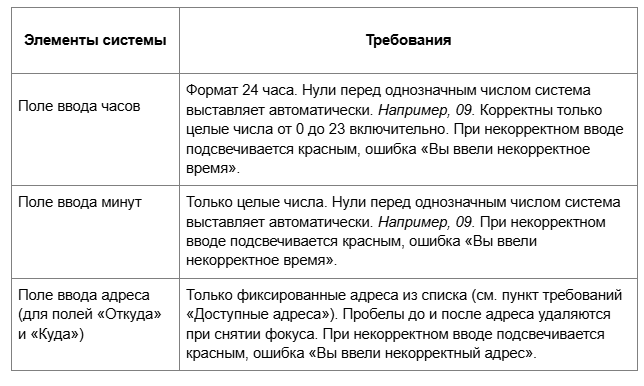 Элементы системы
Требования
Поле ввода часов
Формат 24 часа. Нули перед однозначным числом система
выставляет автоматически. Например, 09. Корректны только
целые числа от 0 до 23 включительно. При некорректном вводе
подсвечивается красным, ошибка «Вы ввели некорректное
время».
Поле ввода минут
Только целые числа. Нули перед однозначным числом система
выставляет автоматически. Например, 09. При некорректном
вводе подсвечивается красным, ошибка «Вы ввели
некорректное время».
Поле ввода адреса
(для полей «Откуда»
и «Куда»)
Только фиксированные адреса из списка (см. пункт требований
«Доступные адреса»). Пробелы до и после адреса удаляются
при снятии фокуса. При некорректном вводе подсвечивается
красным, ошибка «Вы ввели некорректный адрес».